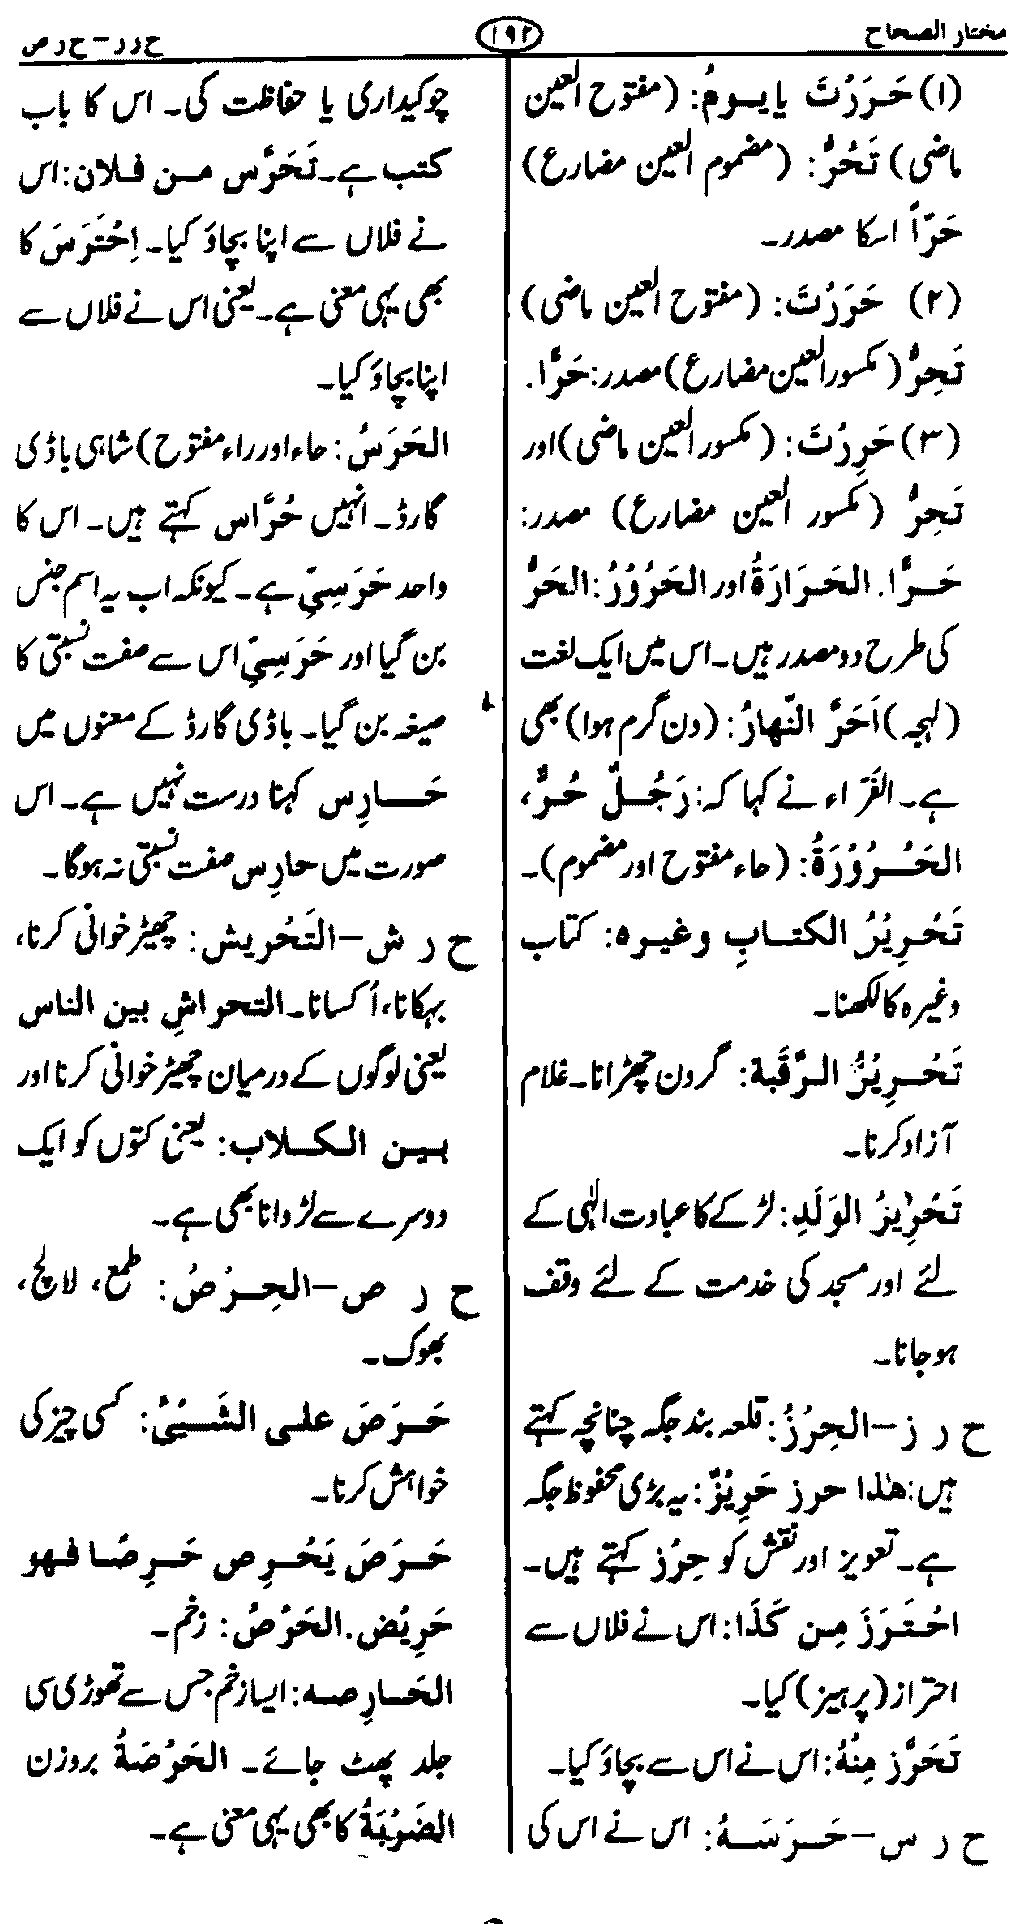 مختار الصحاح
۱۹۲
ح ر ر – ح ر ص
(۱) حَرَرْتَ يا يومُ: (مفتوح العین
ماضی) تَحُرُّ: (مضموم العین مضارع)
حَرّاً اسکا مصدر۔
(۲) حَرَرْتَ: (مفتوح العین ماضی)
تَحِرُّ (مکسور العین مضارع) مصدر: حَرًّا.
(۳) حَرِرْتَ: (مکسور العین ماضی) اور
تَحِرُّ (مکسور العین مضارع) مصدر:
حَرًّا. الحَرَارَةُ اور الحَرُوْرُ: الحَرُّ
کی طرح دو مصدر ہیں۔ اس میں ایک لغت
(لہجہ) اَحَرَّ النَّهارُ: (دن گرم ہوا) بھی
ہے۔ الفَرَّاء نے کہا کہ: رَجُلٌ حُرٌّ،
الحَرُوْرَةُ: (حاء مفتوح اور مضموم)۔
تَحْرِيْرُ الكتابِ وغيره: کتاب
وغیرہ کا لکھنا۔
تَحْرِيْرُ الرَّقَبة: گردن چھڑانا۔ غلام
آزاد کرنا۔
تَحْرِيْرُ الوَلَدِ: لڑکے کا عبادت الٰہی کے
لئے اور مسجد کی خدمت کے لئے وقف
ہو جانا۔
ح ر ز – الحِرْزُ: قلعہ بند جگہ چنانچہ کہتے
ہیں: هٰذا حرز حَرِيْزٌ: یہ بڑی محفوظ جگہ
ہے۔ تعویز اور نقش کو حِرْز کہتے ہیں۔
احْتَرَزَ مِن كَذَا: اس نے فلاں سے
احتراز (پرہیز) کیا۔
تَحَرَّز مِنْهُ: اس نے اس سے بچاؤ کیا۔
ح ر س – حَرَسَهُ: اس نے اس کی
چوکیداری یا حفاظت کی۔ اس کا باب
کتب ہے۔ تَحَرَّس من فلان: اس
نے فلاں سے اپنا بچاؤ کیا۔ اِحْتَرَسَ کا
بھی یہی معنی ہے۔ یعنی اس نے فلاں سے
اپنا بچاؤ کیا۔
الحَرَسُ: حاء اور راء مفتوح) شاہی باڈی
گارڈ۔ انہیں حُرَّاس کہتے ہیں۔ اس کا
واحد حَرَسِيّ ہے۔ کیونکہ اب یہ اسم جنس
بن گیا اور حَرَسِيّ اس سے صفت نسبتی کا
صیغہ بن گیا۔ باڈی گارڈ کے معنوں میں
حَارِس کہنا درست نہیں ہے۔ اس
صورت میں حارِس صفت نسبتی نہ ہوگا۔
ح ر ش – التَحْريش: چھیڑ خوانی کرنا،
بہکانا، اُکسانا۔ التحراشِ بين الناس
یعنی لوگوں کے درمیان چھیڑ خوانی کرنا اور
بين الكلاب: یعنی کتوں کو ایک
دوسرے سے لڑوانا بھی ہے۔
ح ر ص – الحِرْصُ: طمع، لالچ،
بھوک۔
حَرَصَ على الشَيْئُ: کسی چیز کی
خواہش کرنا۔
حَرَصَ يَحْرِص حَرِصًا فهو
حَرِيْص. الحَرْصُ: زخم۔
الحَارِصه: ایسا زخم جس سے تھوڑی سی
جلد پھٹ جائے۔ الحَرْصَةُ بروزن
الضَرْبَةُ کا بھی یہی معنی ہے۔